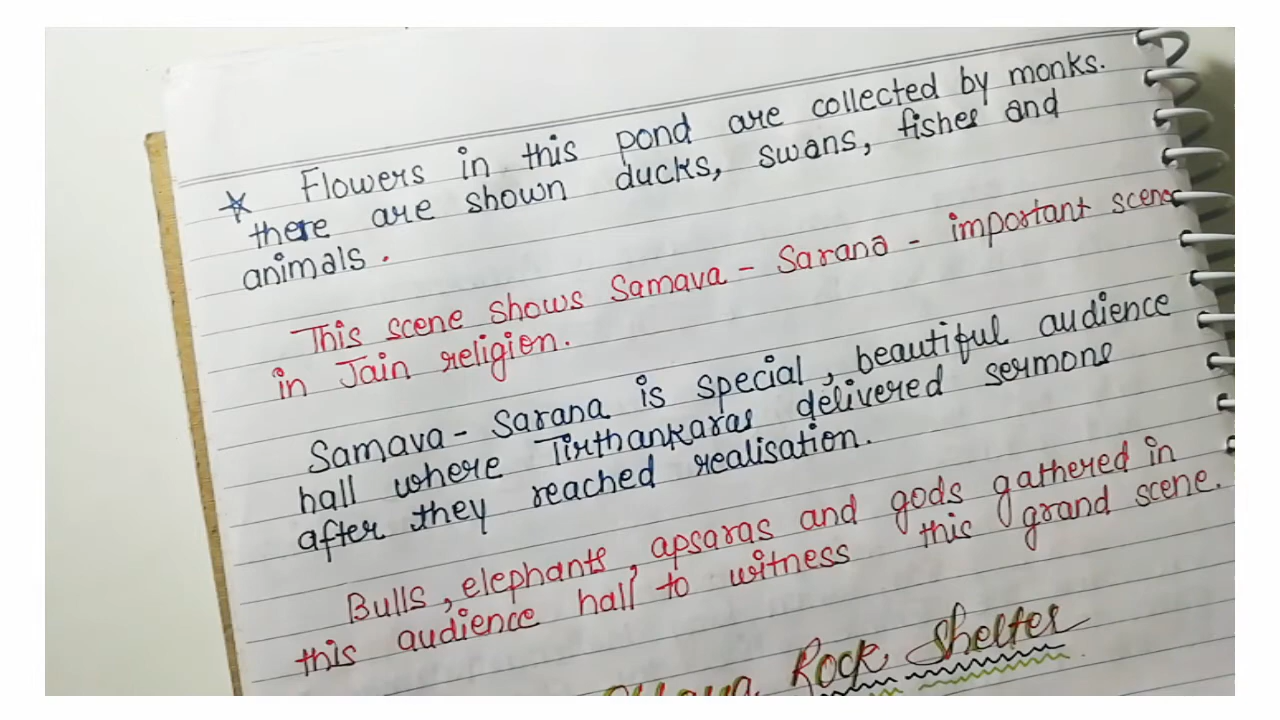 ☆ Flowers in this pond are collected by monks.
there are shown ducks, swans, fishes and
animals.
This scene shows Samava - Sarana - important scene
in Jain religion.
Samava - Sarana is special, beautiful audience
hall where Tirthankaras delivered sermons
after they reached realisation.
Bulls, elephants, apsaras and gods gathered in
this audience hall to witness this grand scene.
Rock Shelter